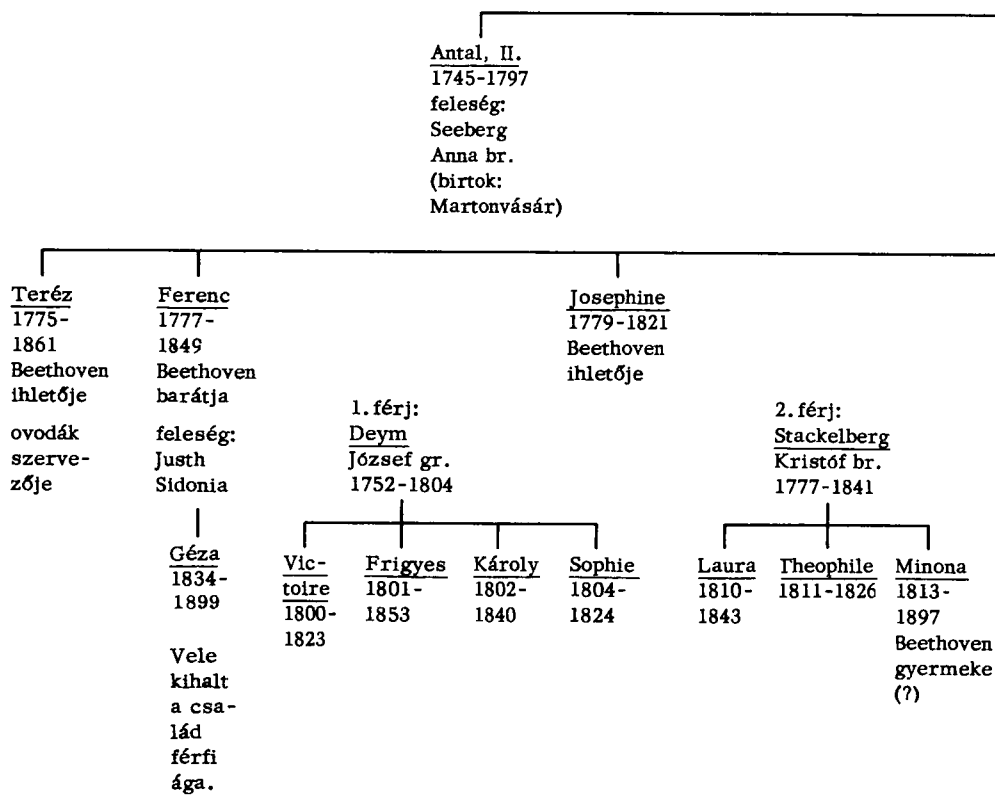 Antal, II.
1745-1797
feleség:
Seeberg
Anna br.
(birtok:
Martonvásár)
Teréz
1775-
1861
Beethoven
ihletője
ovodák
szerve-
zője
Ferenc
1777-
1849
Beethoven
barátja
feleség:
Justh
Sidonia
Géza
1834-
1899
Vele
kihalt
a csa-
lád
férfi
ága.
Josephine
1779-1821
Beethoven
ihletője
1. férj:
Deym
József gr.
1752-1804
Vic-
toire
1800-
1823
Frigyes
1801-
1853
Károly
1802-
1840
Sophie
1804-
1824
2. férj:
Stackelberg
Kristóf br.
1777-1841
Laura
1810-
1843
Theophile
1811-1826
Minona
1813-
1897
Beethoven
gyermeke
(?)